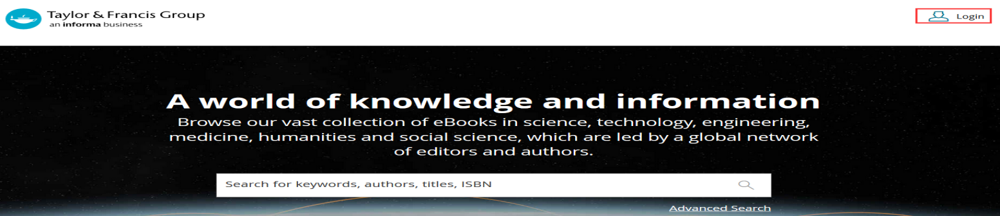 Taylor & Francis Group
an informa business
Login
A world of knowledge and information
Browse our vast collection of eBooks in science, technology, engineering,
medicine, humanities and social science, which are led by a global network
of editors and authors.
Search for keywords, authors, titles, ISBN
Advanced Search